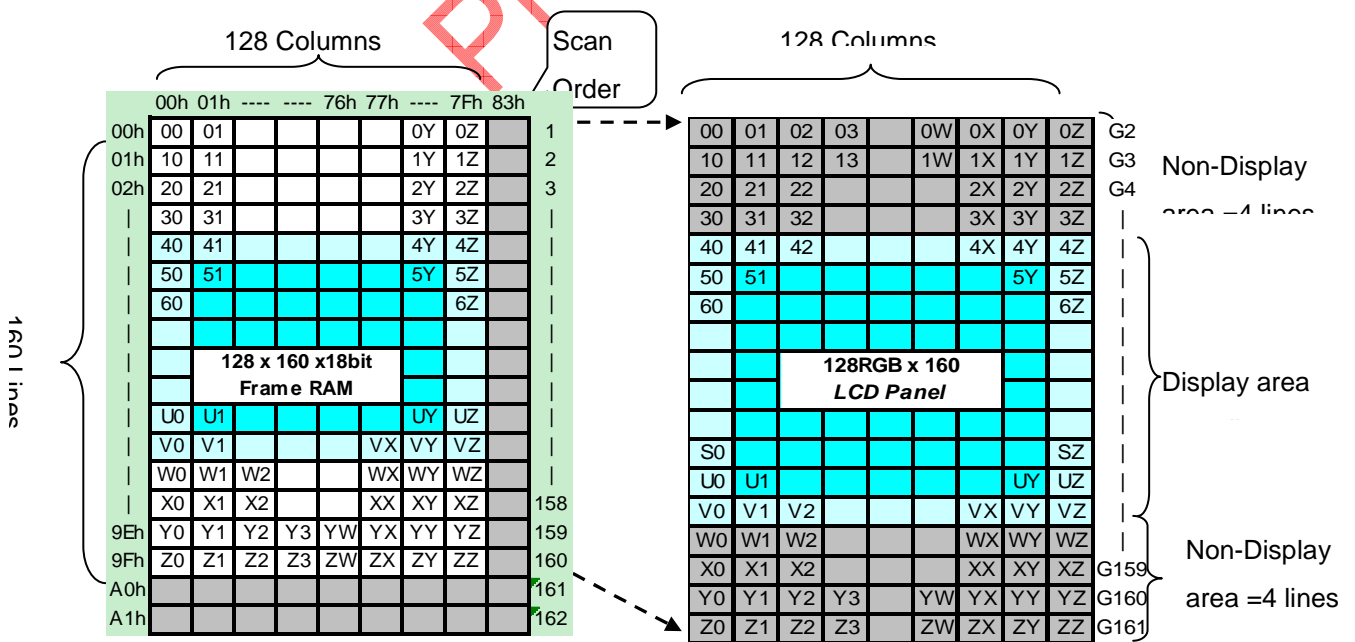 128 Columns
Scan
Order
128 Columns
00h 01h ---- ---- 76h 77h ---- 7Fh 83h
00h 00 01 0Y 0Z 1
01h 10 11 1Y 1Z 2
02h 20 21 2Y 2Z 3
| 30 31 3Y 3Z |
| 40 41 4Y 4Z |
| 50 51 5Y 5Z |
| 60 6Z |
128 x 160 x18bit
Frame RAM
| U0 U1 UY UZ |
| V0 V1 VX VY VZ |
| W0 W1 W2 WX WY WZ |
| X0 X1 X2 XX XY XZ 158
9Eh Y0 Y1 Y2 Y3 YW YX YY YZ 159
9Fh Z0 Z1 Z2 Z3 ZW ZX ZY ZZ 160
A0h 161
A1h 162
160 Lines
00 01 02 03 0W 0X 0Y 0Z G2
10 11 12 13 1W 1X 1Y 1Z G3
20 21 22 2X 2Y 2Z G4
30 31 32 3X 3Y 3Z
40 41 42 4X 4Y 4Z
50 51 5Y 5Z
60 6Z
128RGB x 160
LCD Panel
S0 SZ
U0 U1 UY UZ
V0 V1 V2 VX VY VZ
W0 W1 W2 WX WY WZ
X0 X1 X2 XX XY XZ G159
Y0 Y1 Y2 Y3 YW YX YY YZ G160
Z0 Z1 Z2 Z3 ZW ZX ZY ZZ G161
Non-Display
area =4 lines
Display area
Non-Display
area =4 lines